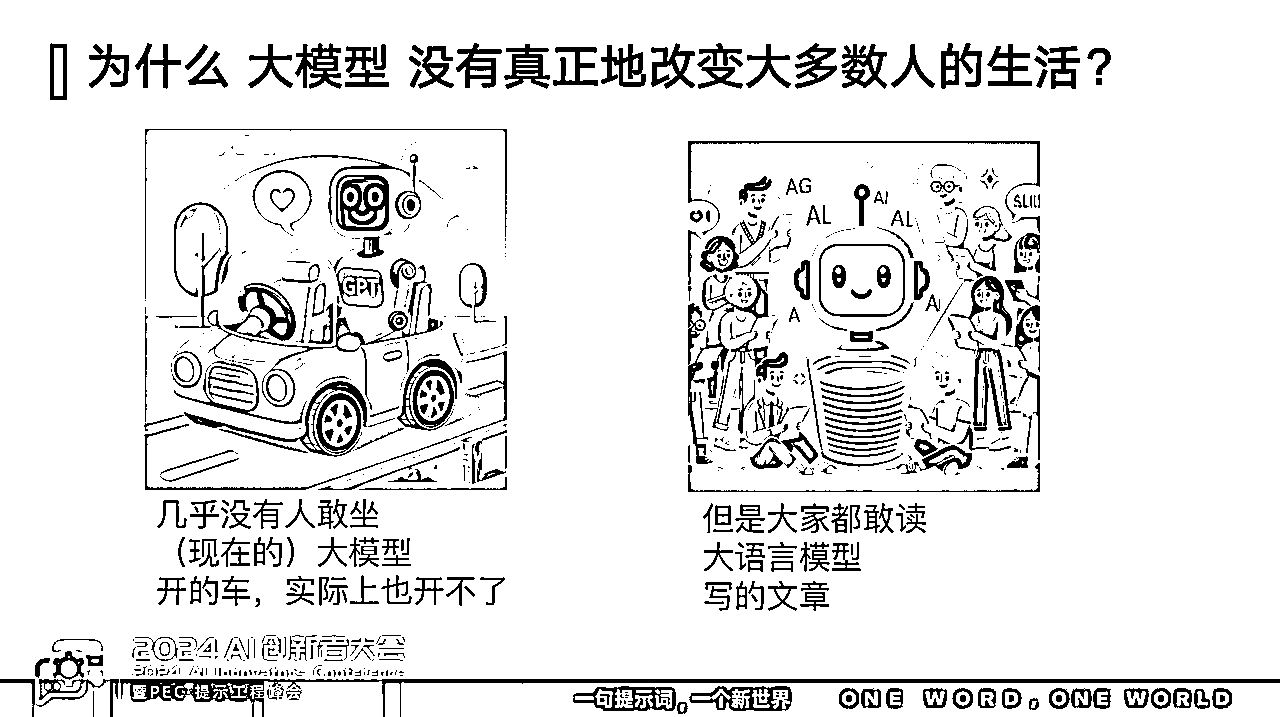 为什么 大模型 没有真正地改变大多数人的生活？
GPT
AG
AI
AL
AL
AI
A
几乎没有人敢坐
（现在的）大模型
开的车，实际上也开不了
但是大家都敢读
大语言模型
写的文章
2024 AI 创新者大会
2024 AI Innovators Conference
暨PEC·提示工程峰会
一句提示词，一个新世界
ONE WORD, ONE WORLD